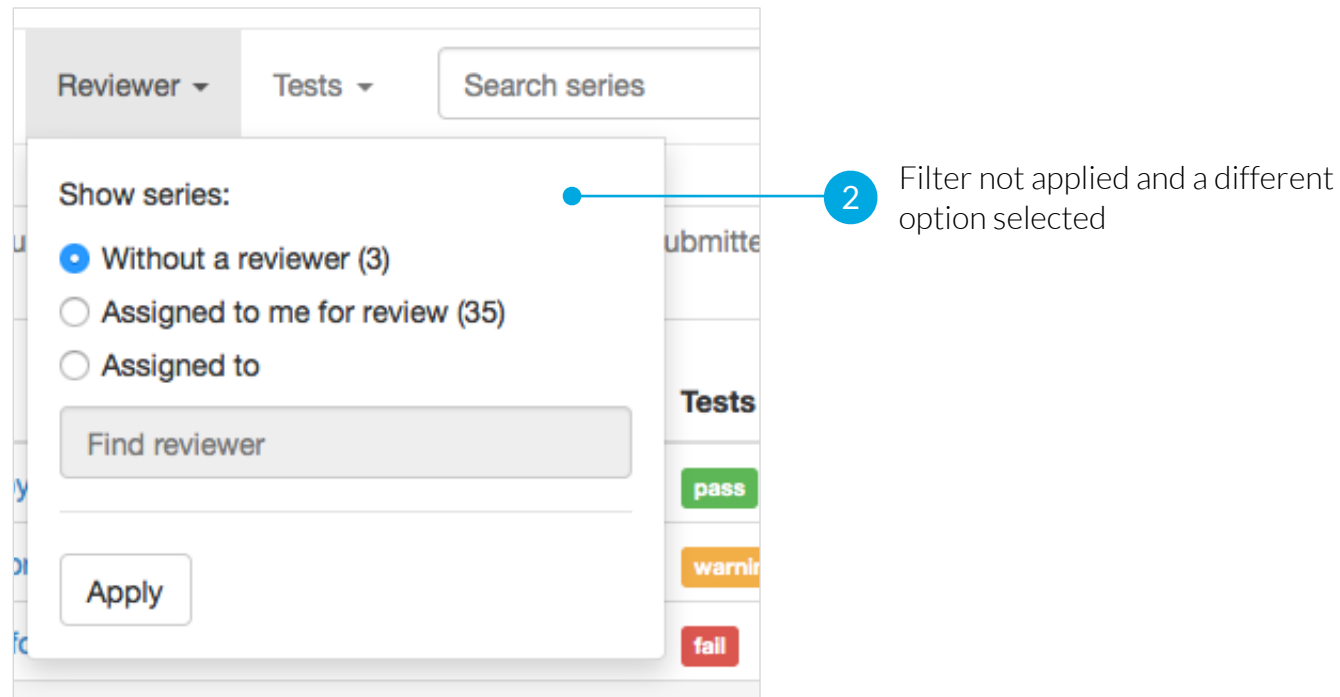 Reviewer Tests Search series
Show series:
2 Filter not applied and a different
option selected
Without a reviewer (3)
Assigned to me for review (35)
Assigned to
Tests
Find reviewer
pass
Apply
fail